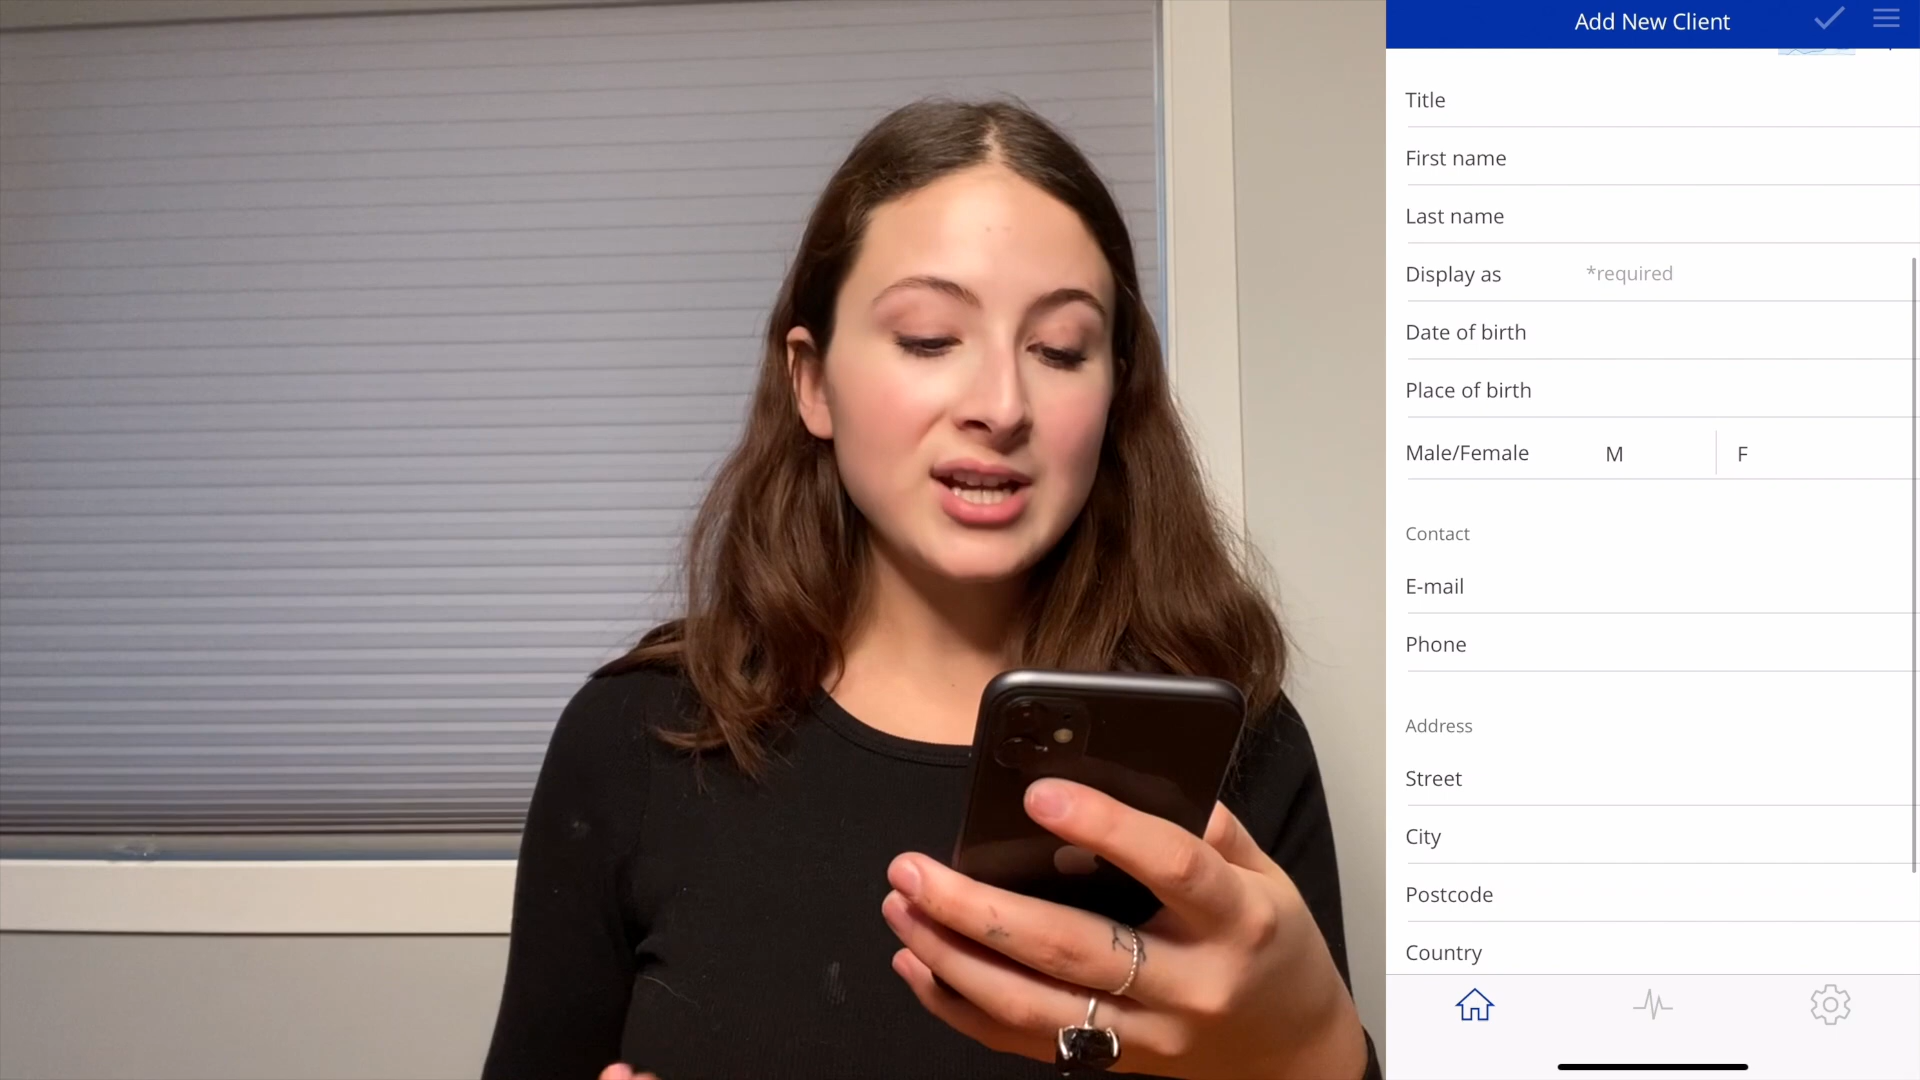 Add New Client
Title
First name
Last name
Display as *required
Date of birth
Place of birth
Male/Female M F
Contact
E-mail
Phone
Address
Street
City
Postcode
Country